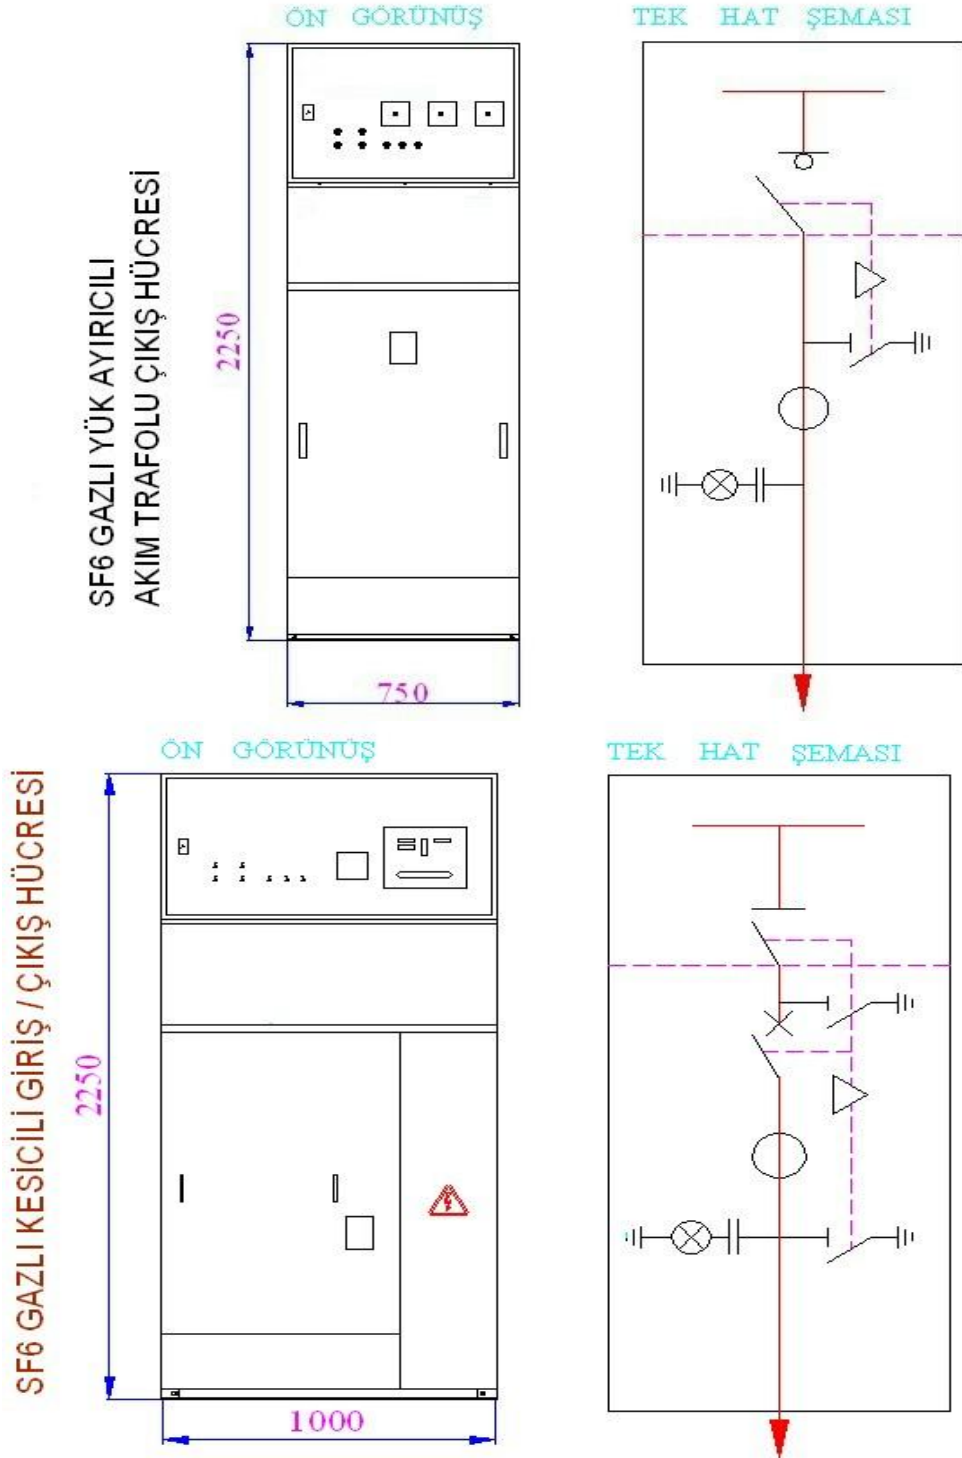 ÖN GÖRÜNÜŞ
TEK HAT ŞEMASI
SF6 GAZLI YÜK AYIRICILI
AKIM TRAFOLU ÇIKIŞ HÜCRESİ
2250
750
ÖN GÖRÜNÜŞ
TEK HAT ŞEMASI
SF6 GAZLI KESİCİLİ GİRİŞ / ÇIKIŞ HÜCRESİ
2250
1000